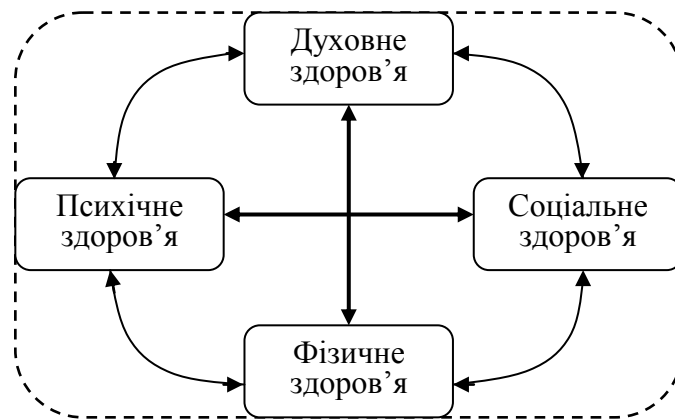 Духовне
здоров’я
Психічне
здоров’я
Соціальне
здоров’я
Фізичне
здоров’я